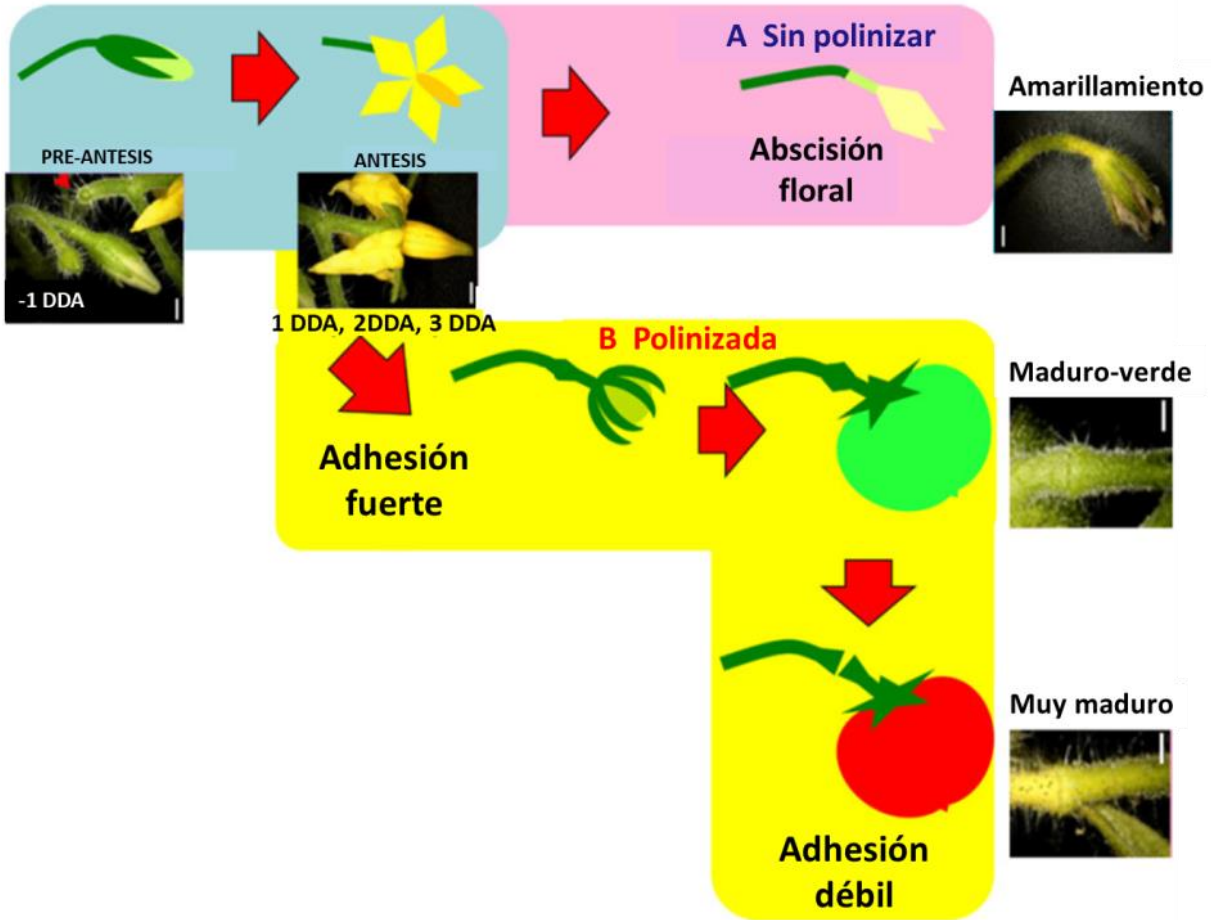 A Sin polinizar
Amarillamiento
PRE-ANTESIS
ANTESIS
Abscisión
floral
-1 DDA
1 DDA, 2DDA, 3 DDA
B Polinizada
Maduro-verde
Adhesión
fuerte
Muy maduro
Adhesión
débil